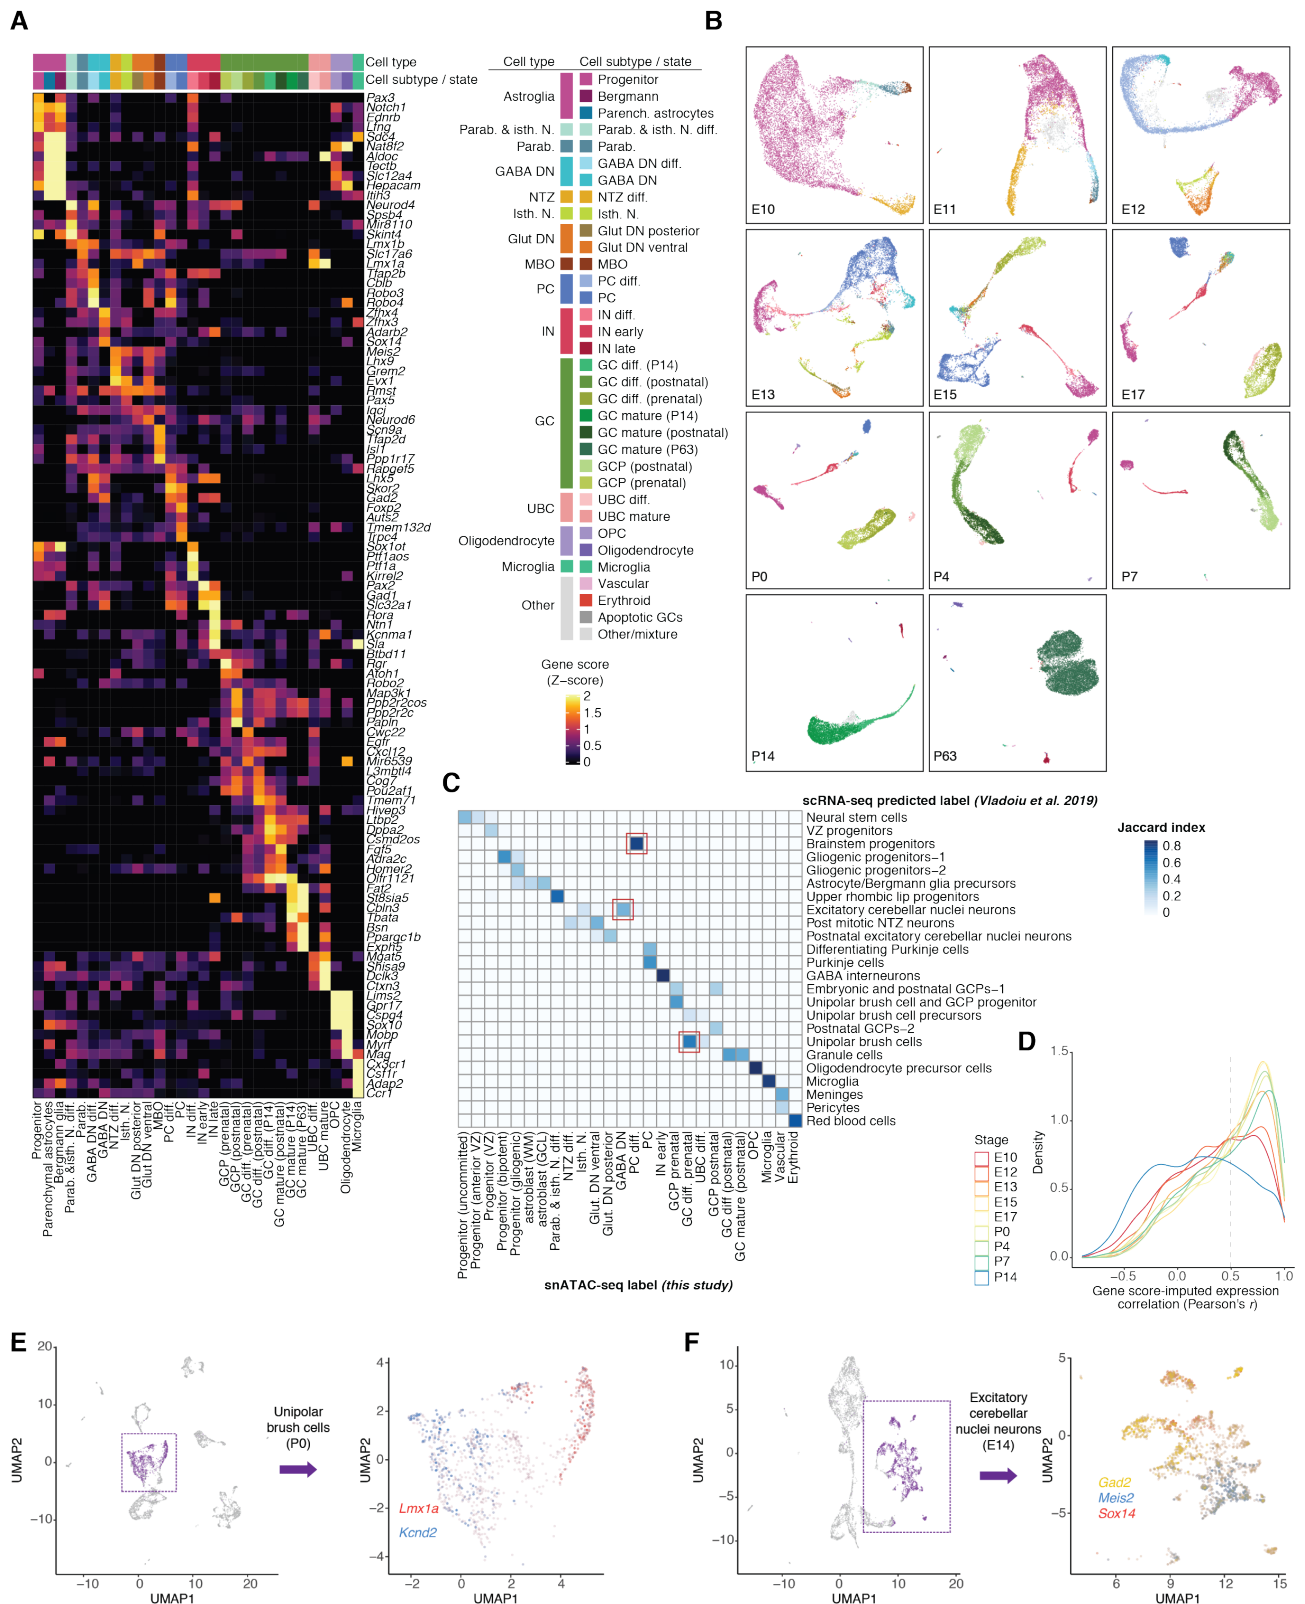 A
Cell type
Cell subtype / state
Pax3
Notch1
Ednrb
Lfng
Sdc4
Nat8f2
Aldoc
Tectb
Slc12a4
Hepacam
Itih3
Neurod4
Spsb4
Mir8110
Skint4
Lmx1b
Slc17a6
Lmx1a
Tfap2b
Cblb
Robo3
Robo4
Zfhx4
Zfhx3
Adarb2
Sox14
Meis2
Lhx9
Grem2
Evx1
Rmst
Pax5
Iqcj
Neurod6
Scn9a
Tfap2d
Isl1
Ppp1r17
Rapgef5
Lhx5
Skor2
Gad2
Foxp2
Auts2
Tmem132d
Trpc4
Sox1ot
Ptf1aos
Ptf1a
Kirrel2
Pax2
Gad1
Slc32a1
Rora
Ntn1
Kcnma1
Sla
Btbd11
Rgr
Atoh1
Robo2
Map3k1
Ppp2r2cos
Ppp2r2c
Papln
Cwc22
Egfr
Cxcl12
Mir6539
L3mbtl4
Cog7
Pou2af1
Tmem71
Hivep3
Ltbp2
Dppa2
Csmd2os
Fgf5
Adra2c
Homer2
Olfr1121
Fat2
St8sia5
Cbln3
Tbata
Bsn
Ppargc1b
Exph5
Mgat5
Shisa9
Dclk3
Ctxn3
Lims2
Gpr17
Cspg4
Sox10
Mobp
Myrf
Mag
Cx3cr1
Csf1r
Adap2
Ccr1
Progenitor
Parenchymal astrocytes
Bergmann glia
Parab. & isth. N. diff.
Parab.
GABA DN diff.
GABA DN
NTZ diff.
Isth. N.
Glut DN posterior
Glut DN ventral
MBO
PC diff.
PC
IN diff.
IN early
IN late
GCP (prenatal)
GCP (postnatal)
GC diff. (prenatal)
GC diff. (postnatal)
GC diff. (P14)
GC mature (postnatal)
GC mature (P14)
GC mature (P63)
UBC diff.
UBC mature
OPC
Oligodendrocyte
Microglia
Cell type
Cell subtype / state
Astroglia
Progenitor
Bergmann
Parench. astrocytes
Parab. & isth. N.
Parab. & isth. N. diff.
Parab.
Parab.
GABA DN
GABA DN diff.
GABA DN
NTZ
NTZ diff.
Isth. N.
Isth. N.
Glut DN
Glut DN posterior
Glut DN ventral
MBO
MBO
PC
PC diff.
PC
IN
IN diff.
IN early
IN late
GC
GC diff. (P14)
GC diff. (postnatal)
GC diff. (prenatal)
GC mature (P14)
GC mature (postnatal)
GC mature (P63)
GCP (postnatal)
GCP (prenatal)
UBC
UBC diff.
UBC mature
Oligodendrocyte
OPC
Oligodendrocyte
Microglia
Microglia
Other
Vascular
Erythroid
Apoptotic GCs
Other/mixture
Gene score
(Z−score)
2
1.5
1
0.5
0
B
E10
E11
E12
E13
E15
E17
P0
P4
P7
P14
P63
C
scRNA-seq predicted label (Vladoiu et al. 2019)
Neural stem cells
VZ progenitors
Brainstem progenitors
Gliogenic progenitors−1
Gliogenic progenitors−2
Astrocyte/Bergmann glia precursors
Upper rhombic lip progenitors
Excitatory cerebellar nuclei neurons
Post mitotic NTZ neurons
Postnatal excitatory cerebellar nuclei neurons
Differentiating Purkinje cells
Purkinje cells
GABA interneurons
Embryonic and postnatal GCPs−1
Unipolar brush cell and GCP progenitor
Unipolar brush cell precursors
Postnatal GCPs−2
Unipolar brush cells
Granule cells
Oligodendrocyte precursor cells
Microglia
Meninges
Pericytes
Red blood cells
Progenitor (uncommitted)
Progenitor (anterior VZ)
Progenitor (VZ)
Progenitor (bipotent)
Progenitor (gliogenic)
astroblast (WM)
astroblast (GCL)
Parab. & isth. N. diff.
NTZ diff.
Isth. N.
Glut. DN ventral
Glut. DN posterior
GABA DN
PC diff.
PC
IN early
GCP prenatal
GC diff. prenatal
UBC diff.
GCP postnatal
GC diff (postnatal)
GC mature (postnatal)
OPC
Microglia
Vascular
Erythroid
snATAC-seq label (this study)
Jaccard index
0.8
0.6
0.4
0.2
0
D
Stage
E10
E12
E13
E15
E17
P0
P4
P7
P14
Density
1.5
1.0
0.5
0.0
−0.5
0.0
0.5
1.0
Gene score-imputed expression
correlation (Pearson's r)
E
UMAP2
20
10
0
−10
−10
0
10
20
UMAP1
Unipolar
brush cells
(P0)
UMAP2
4
2
0
−2
−4
Lmx1a
Kcnd2
−2
0
2
4
UMAP1
F
UMAP2
10
5
0
−5
−10
−10
0
10
20
UMAP1
Excitatory
cerebellar
nuclei neurons
(E14)
UMAP2
5
0
−5
Gad2
Meis2
Sox14
6
9
12
15
UMAP1